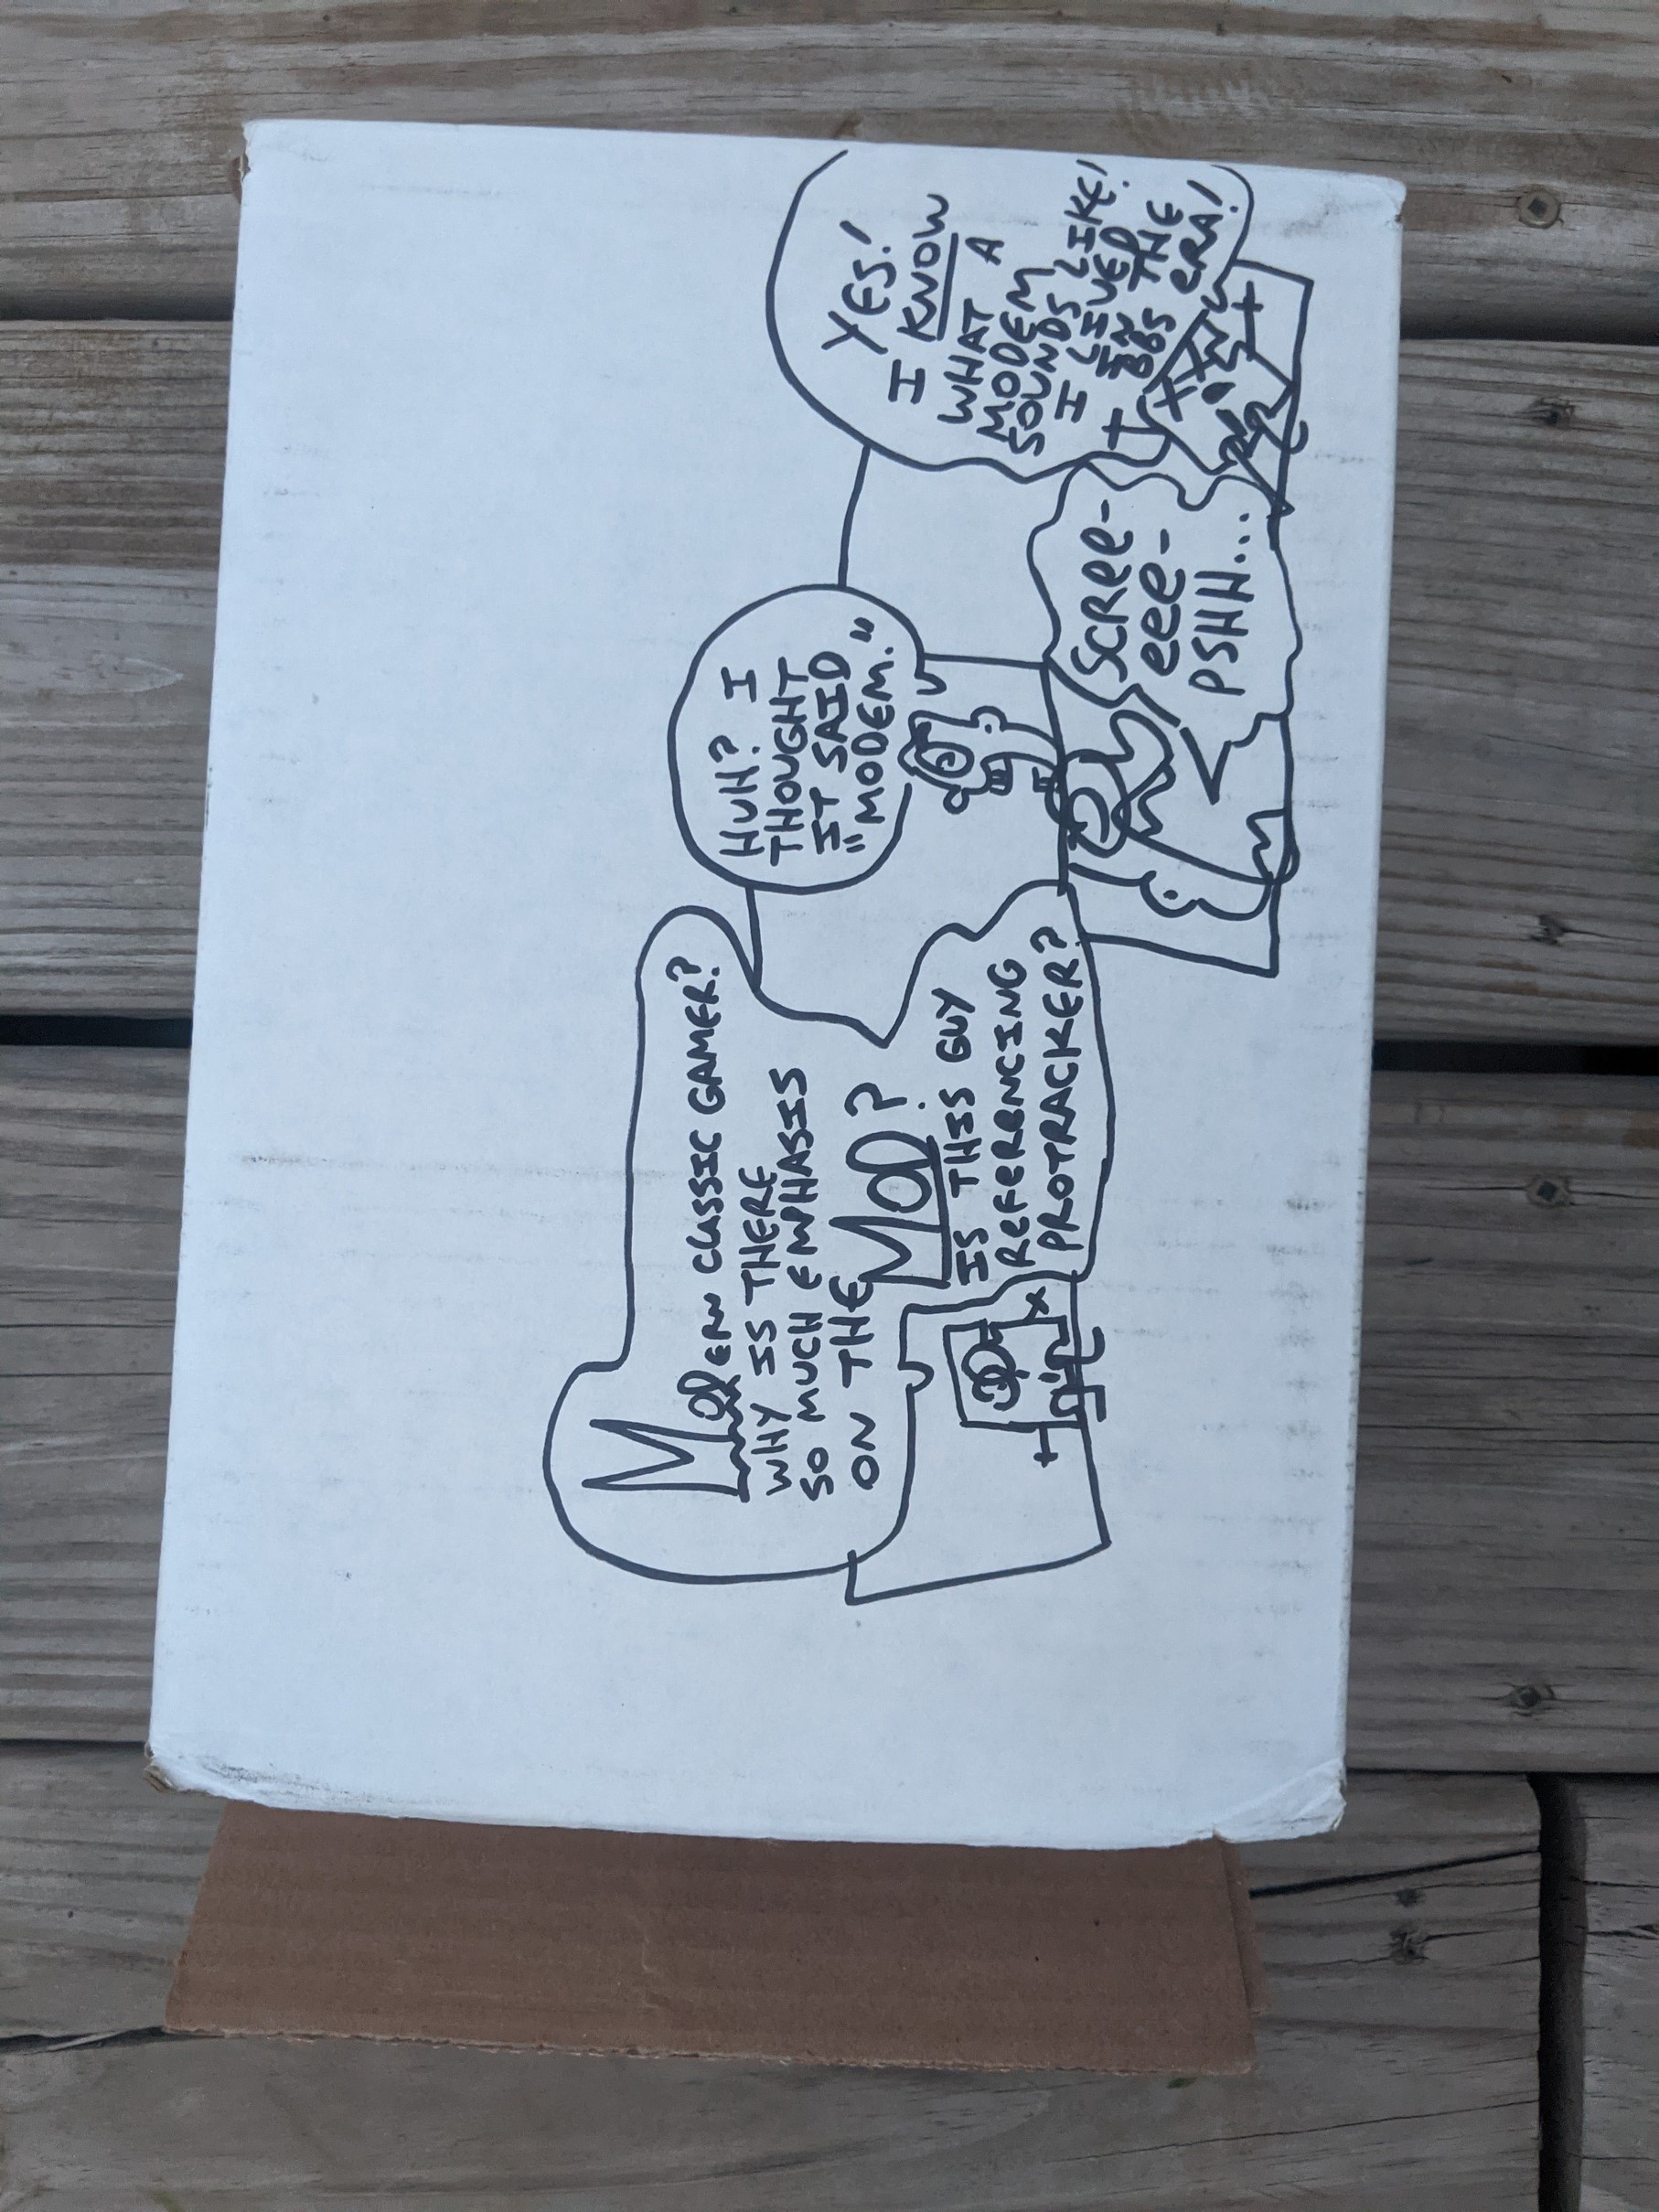 MODERN CLASSIC GAMER?
WHY IS THERE
SO MUCH EMPHASIS
ON THE MOD?
IS THIS GUY
REFERENCING
PROTRACKER?
HUH? I
THOUGHT
IT SAID
"MODEM."
SCREE-
EEE-
PSHH...
YES!
I KNOW
WHAT A
MODEM
SOUNDS LIKE!
I LIVED
IN THE
BBS ERA!